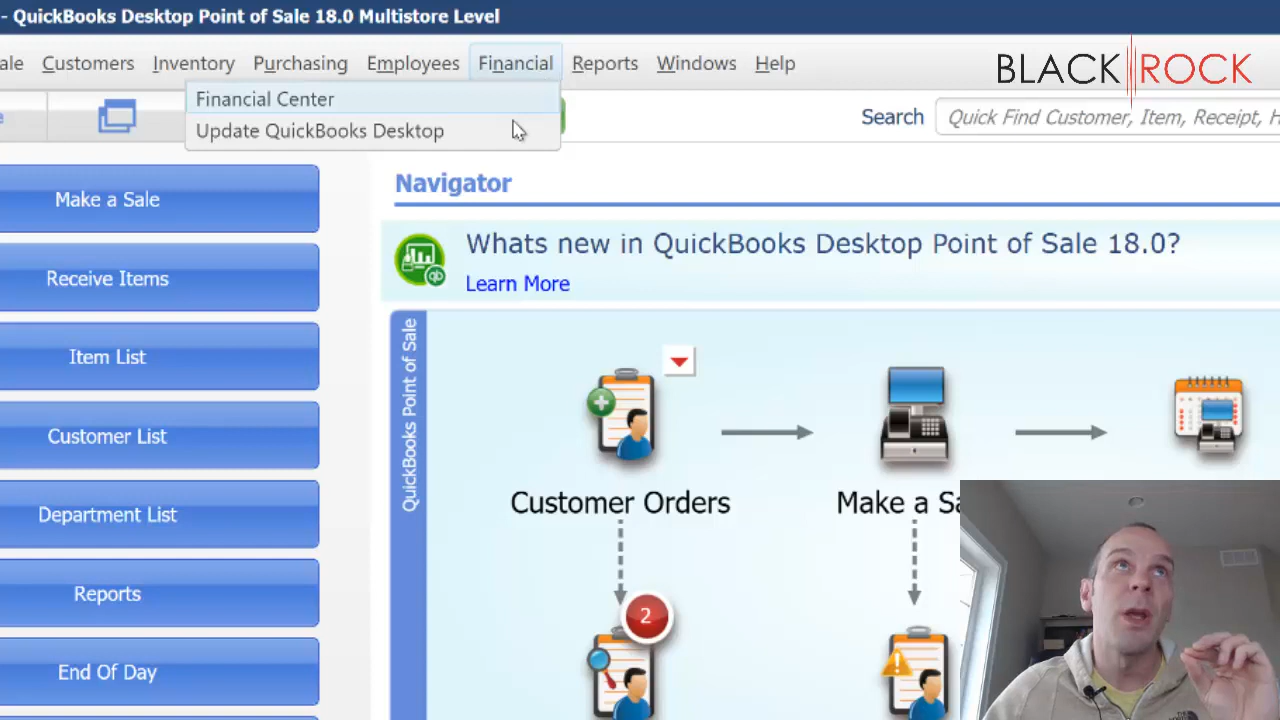 - QuickBooks Desktop Point of Sale 18.0 Multistore Level
ale Customers Inventory Purchasing Employees Financial Reports Windows Help
BLACK ROCK
Financial Center
Update QuickBooks Desktop
Search Quick Find Customer, Item, Receipt, H
Make a Sale
Receive Items
Item List
Customer List
Department List
Reports
End Of Day
Navigator
Whats new in QuickBooks Desktop Point of Sale 18.0?
Learn More
QuickBooks Point of Sale
Customer Orders
Make a Sa
2